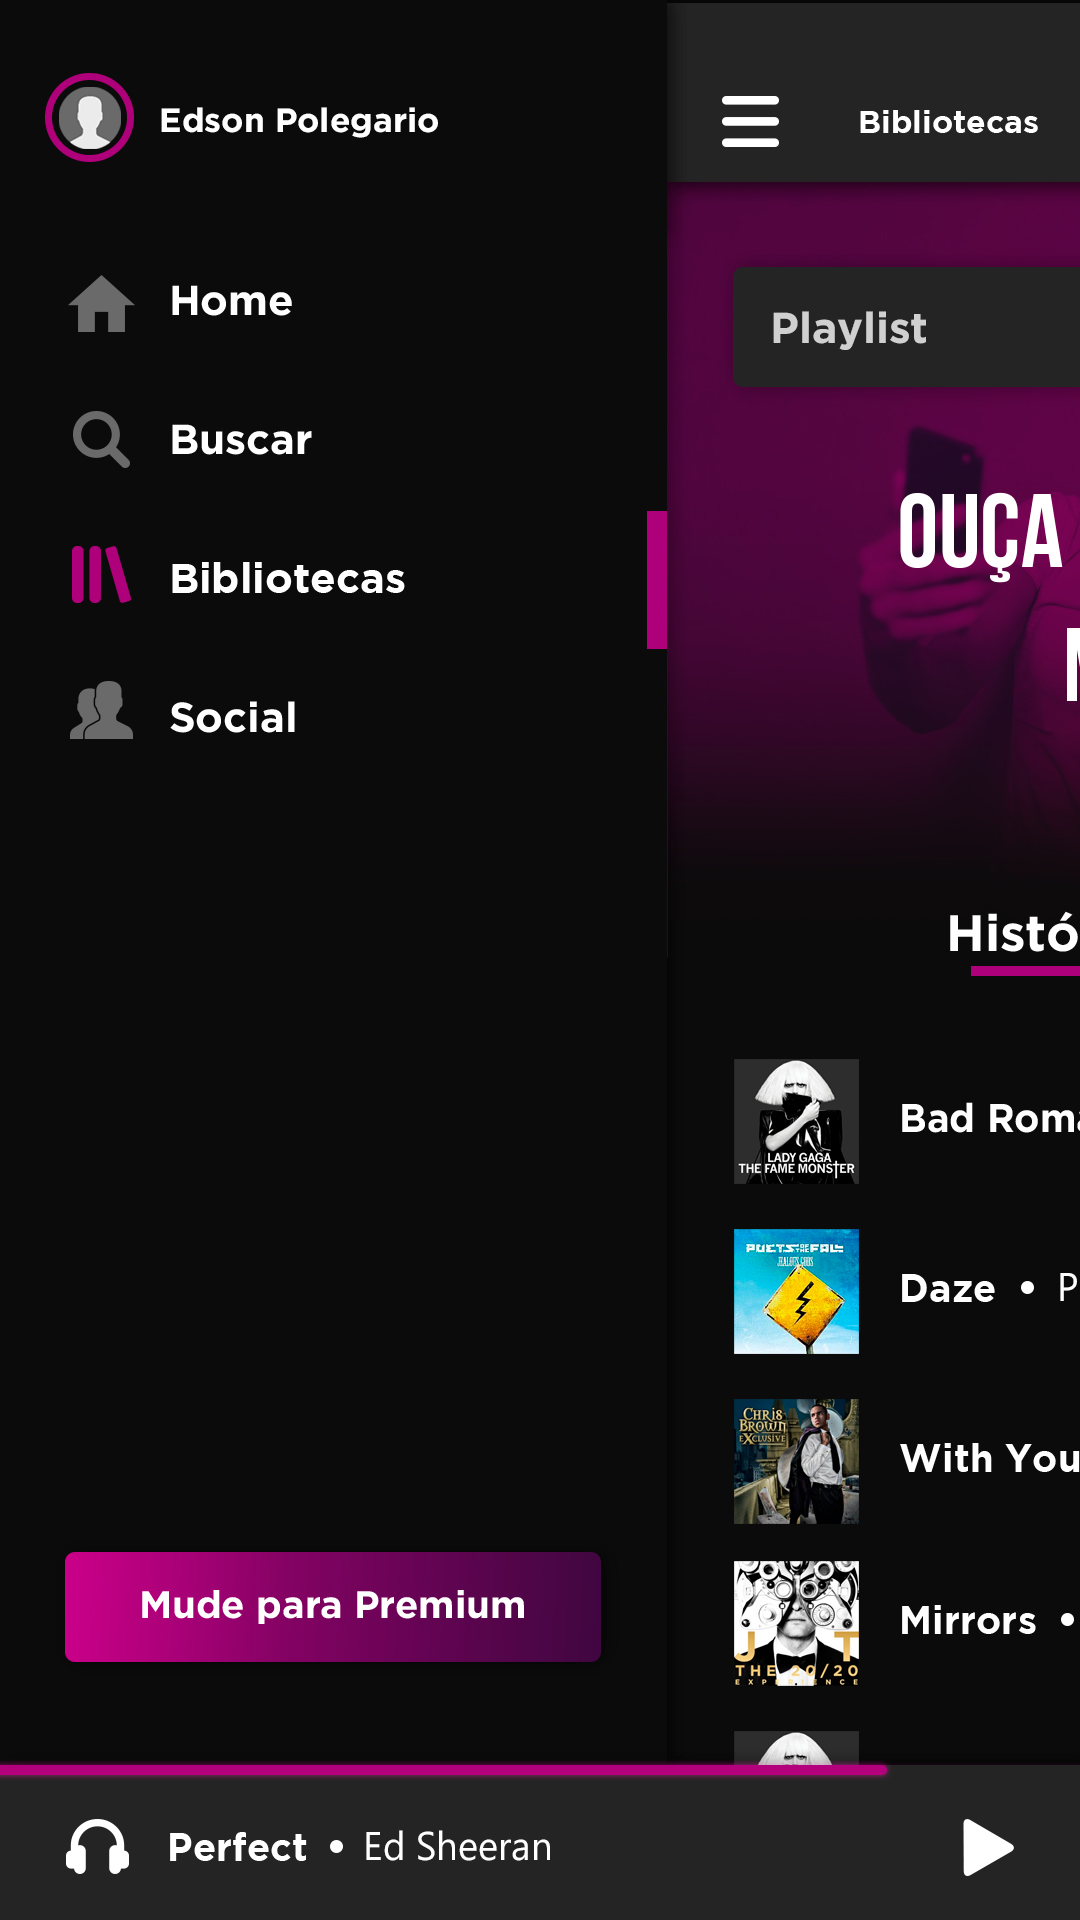 Edson Polegario
Home
Buscar
Bibliotecas
Social
Mude para Premium
Bibliotecas
Playlist
OUÇA
Histó
LADY GAGA
THE FAME MONSTER
Bad Roma
POETS OF THE FALL
JEALOUS GODS
Daze • P
CHRIS
BROWN
EXCLUSIVE
With You
JT
THE 20/20
EXPERIENCE
Mirrors •
Perfect • Ed Sheeran